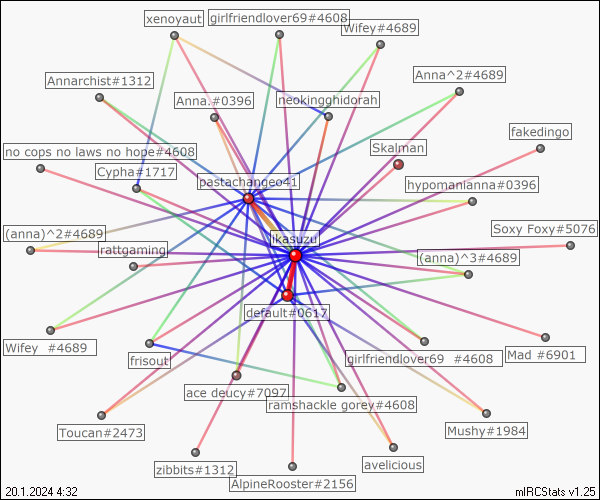 xenoyaut
girlfriendlover69#4608
Wifey#4689
Annarchist#1312
Anna.#0396
neokingghidorah
Anna^2#4689
fakedingo
Skalman
no cops no laws no hope#4608
Cypha#1717
pastachangeo41
hypomanIanna#0396
Soxy Foxy#5076
(anna)^2#4689
rattgaming
ikasuzu
(anna)^3#4689
default#0617
Wifey  #4689
frisout
girlfriendlover69  #4608
Mad #6901
ace deucy#7097
ramshackle gorey#4608
Toucan#2473
Mushy#1984
zibbits#1312
avelicious
AlpineRooster#2156
20.1.2024 4:32
mIRCStats v1.25